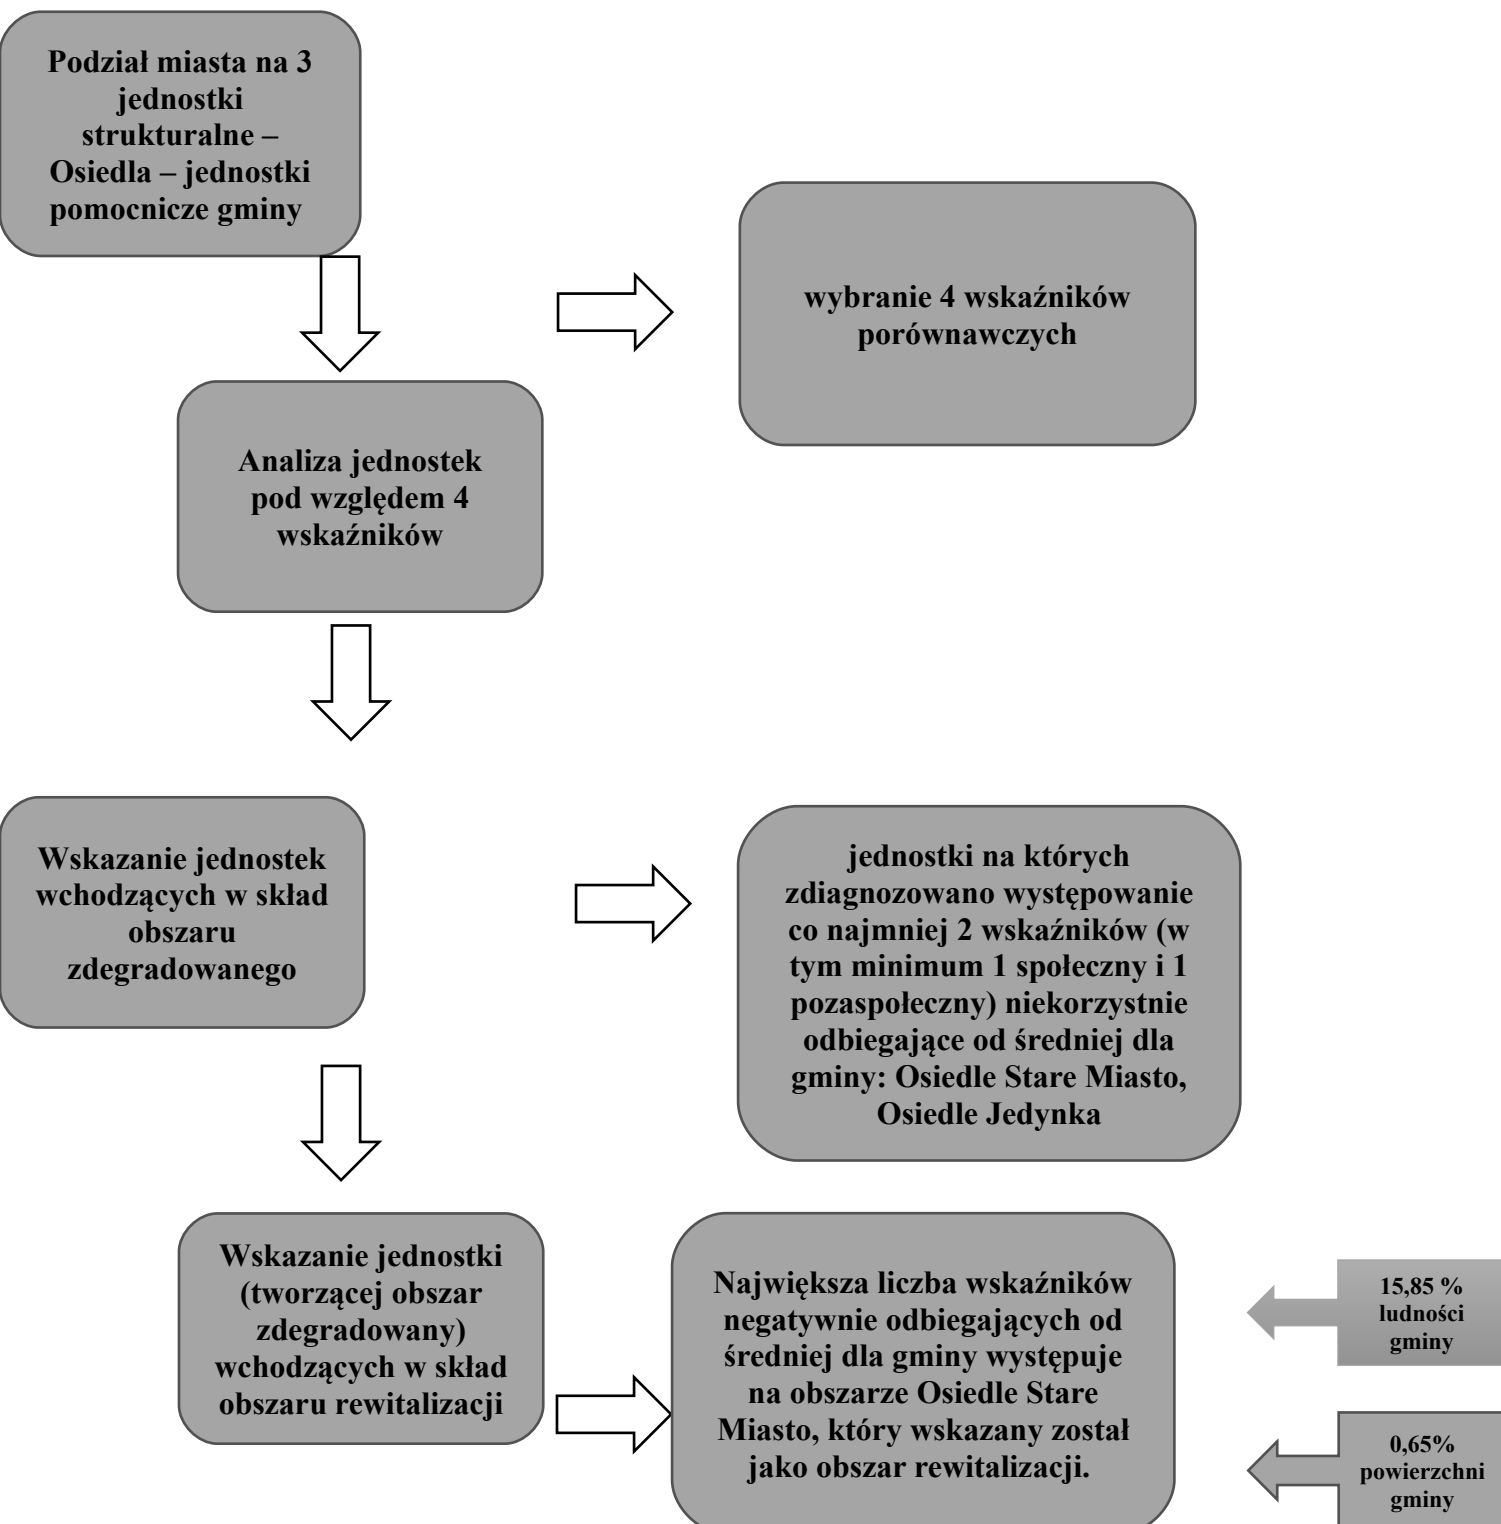 Podział miasta na 3
jednostki
strukturalne –
Osiedla – jednostki
pomocnicze gminy
wybranie 4 wskaźników
porównawczych
Analiza jednostek
pod względem 4
wskaźników
Wskazanie jednostek
wchodzących w skład
obszaru
zdegradowanego
jednostki na których
zdiagnozowano występowanie
co najmniej 2 wskaźników (w
tym minimum 1 społeczny i 1
pozaspołeczny) niekorzystnie
odbiegające od średniej dla
gminy: Osiedle Stare Miasto,
Osiedle Jedynka
Wskazanie jednostki
(tworzącej obszar
zdegradowany)
wchodzących w skład
obszaru rewitalizacji
Największa liczba wskaźników
negatywnie odbiegających od
średniej dla gminy występuje
na obszarze Osiedle Stare
Miasto, który wskazany został
jako obszar rewitalizacji.
15,85 %
ludności
gminy
0,65%
powierzchni
gminy